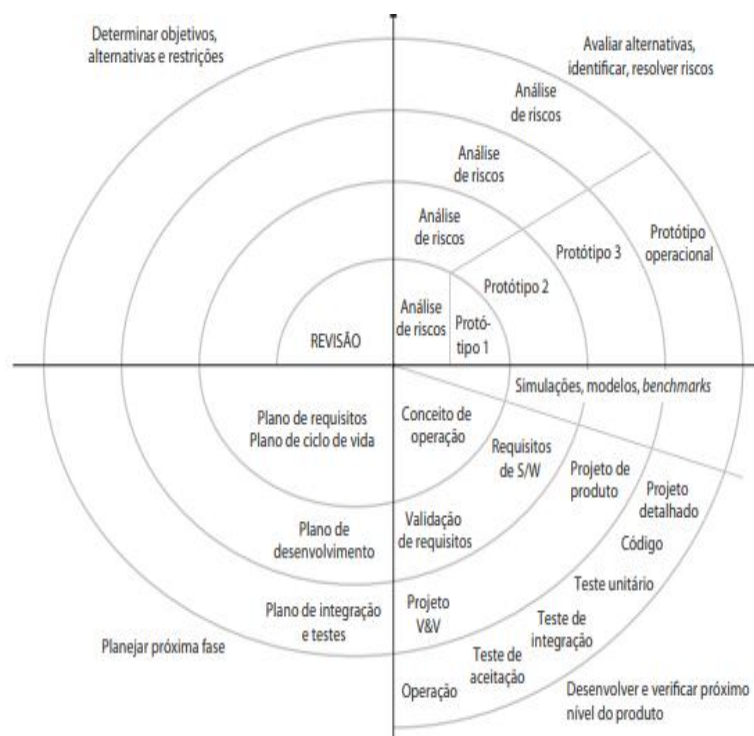 Determinar objetivos,
alternativas e restrições
Avaliar alternativas,
identificar, resolver riscos
Análise
de riscos
Análise
de riscos
Análise
de riscos
Análise
de riscos
Protótipo
operacional
Protótipo 3
Protótipo 2
Protó-
tipo 1
REVISÃO
Simulações, modelos, benchmarks
Plano de requisitos
Plano de ciclo de vida
Conceito de
operação
Requisitos
de S/W
Projeto de
produto
Projeto
detalhado
Código
Plano de
desenvolvimento
Validação
de requisitos
Teste unitário
Plano de integração
e testes
Projeto
V&V
Teste de
integração
Teste de
aceitação
Operação
Planejar próxima fase
Desenvolver e verificar próximo
nível do produto